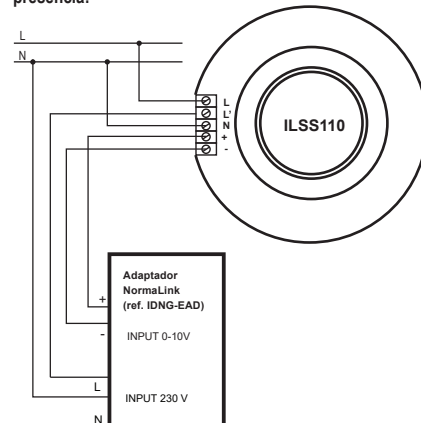 presencia:
L
N
L
L'
N
+
-
ILSS110
Adaptador
NormaLink
(ref. IDNG-EAD)
+
-
INPUT 0-10V
L
INPUT 230 V
N